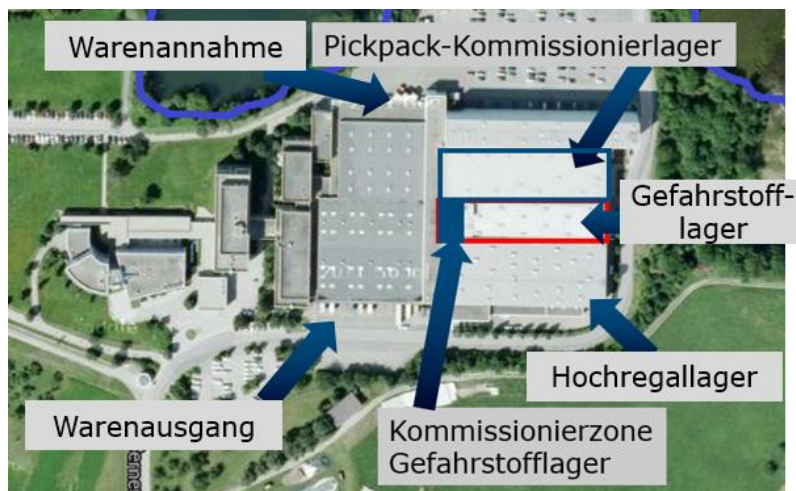 Warenannahme
Pickpack-Kommissionierlager
Gefahrstoff-
lager
Hochregallager
Warenausgang
Kommissionierzone
Gefahrstofflager